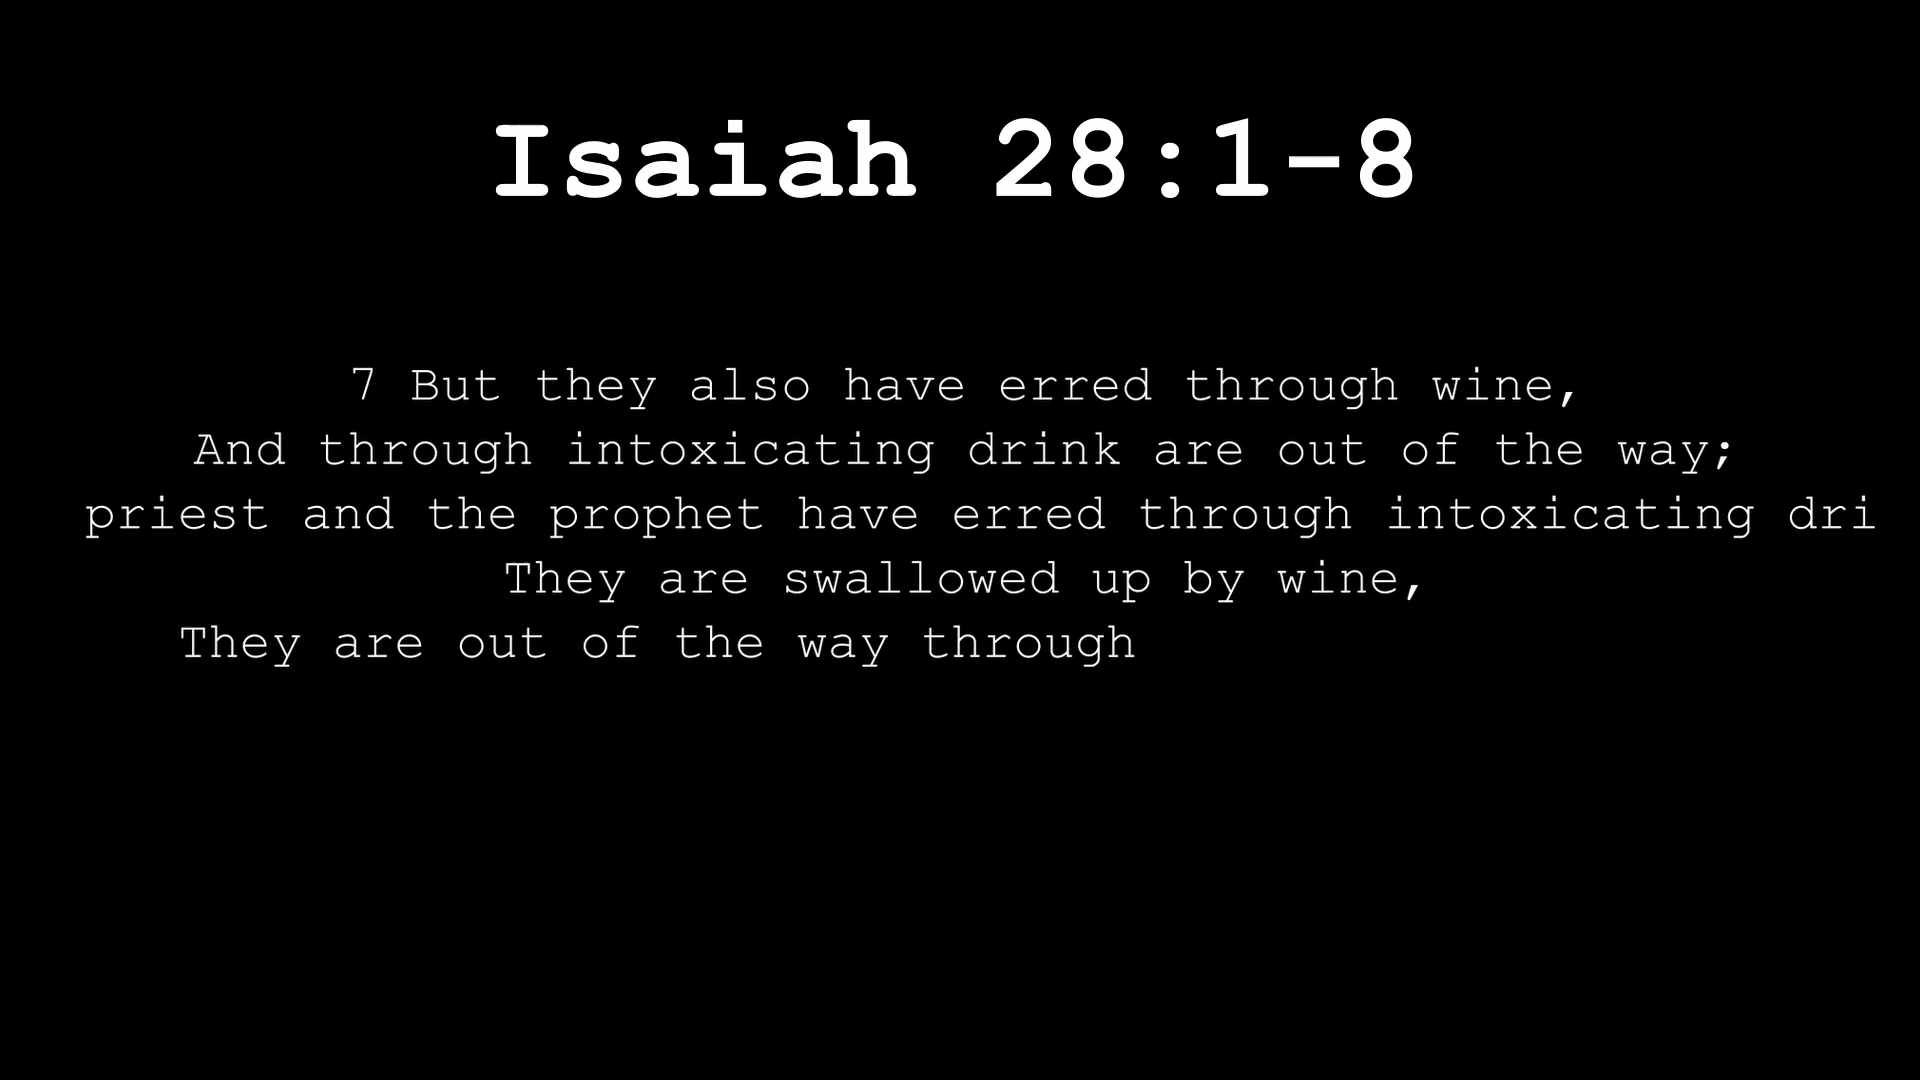 Isaiah 28:1-8
7 But they also have erred through wine,
And through intoxicating drink are out of the way;
priest and the prophet have erred through intoxicating dri
They are swallowed up by wine,
They are out of the way through